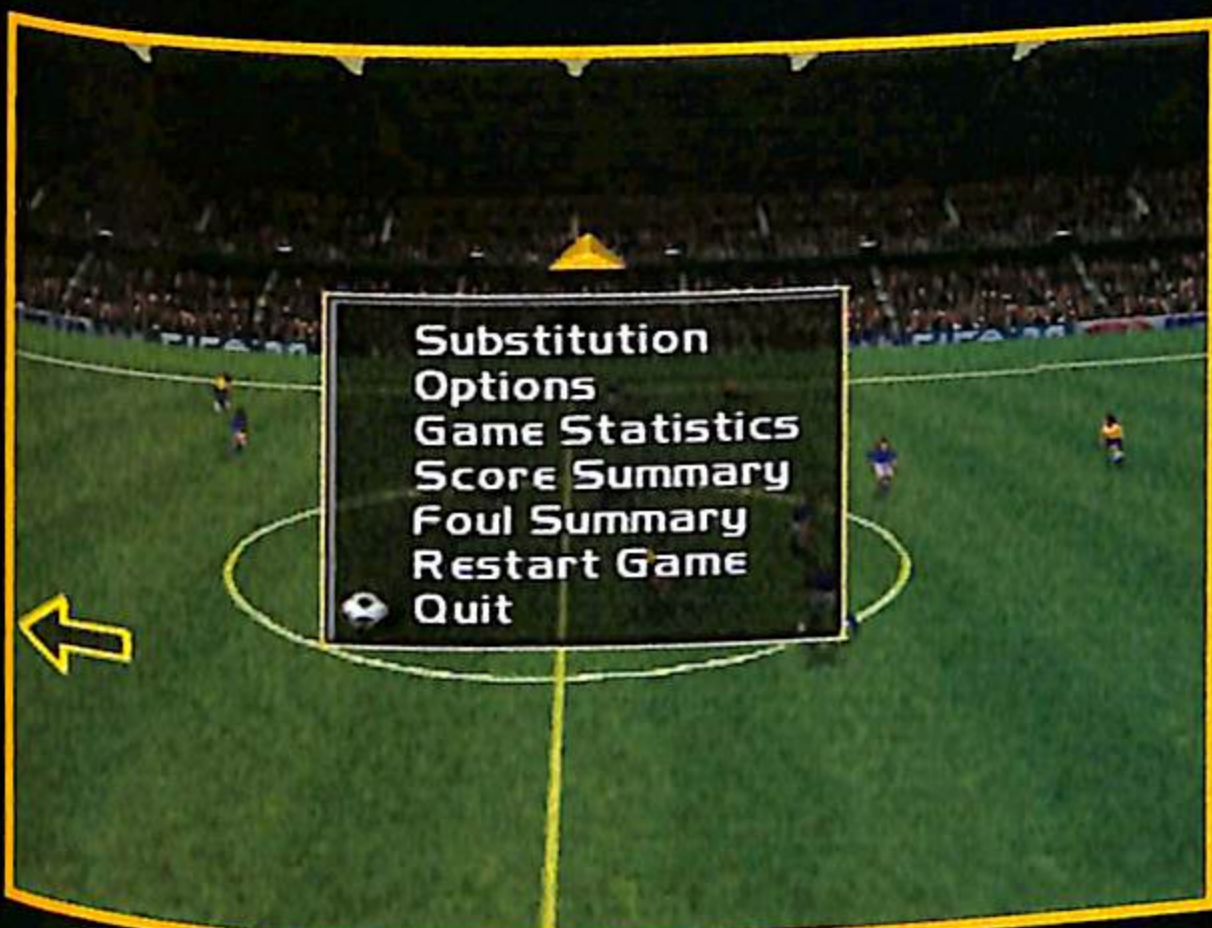 Substitution
Options
Game Statistics
Score Summary
Foul Summary
Restart Game
Quit